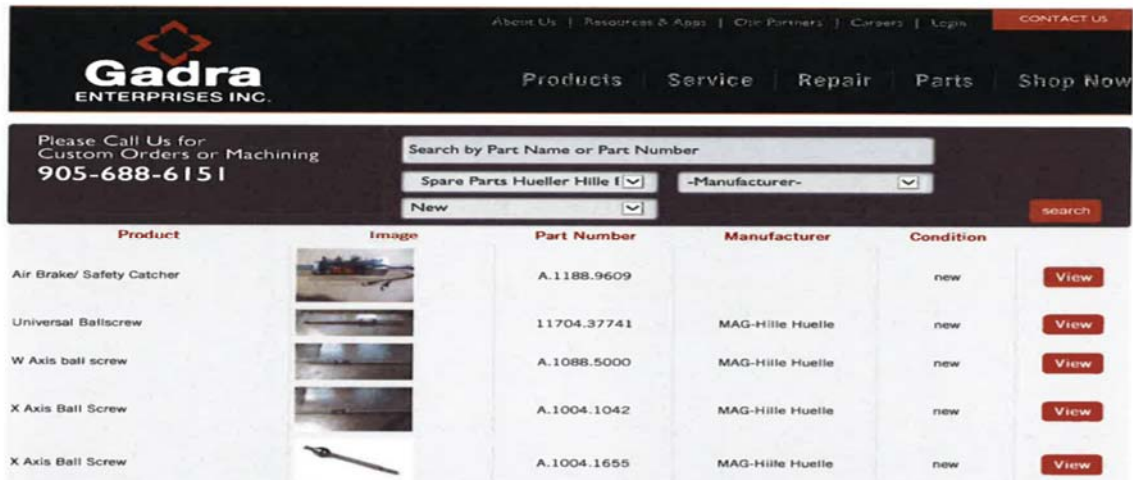 About Us | Resources & Apps | Our Partners | Careers | Login
CONTACT US
Gadra
ENTERPRISES INC.
Products Service Repair Parts Shop Now
Please Call Us for
Custom Orders or Machining
905-688-6151
Search by Part Name or Part Number
Spare Parts Hueller Hille
-Manufacturer-
New
search
Product Image Part Number Manufacturer Condition
Air Brake/ Safety Catcher A.1188.9609 new View
Universal Ballscrew 11704.37741 MAG-Hille Huelle new View
W Axis ball screw A.1088.5000 MAG-Hille Huelle new View
X Axis Ball Screw A.1004.1042 MAG-Hille Huelle new View
X Axis Ball Screw A.1004.1655 MAG-Hille Huelle new View